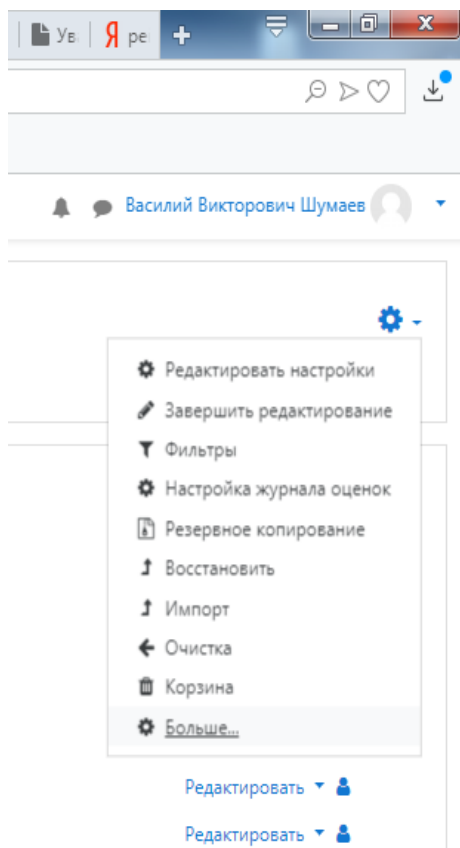 Ув
Я ре
Василий Викторович Шумаев
Редактировать настройки
Завершить редактирование
Фильтры
Настройка журнала оценок
Резервное копирование
Восстановить
Импорт
Очистка
Корзина
Больше...
Редактировать
Редактировать